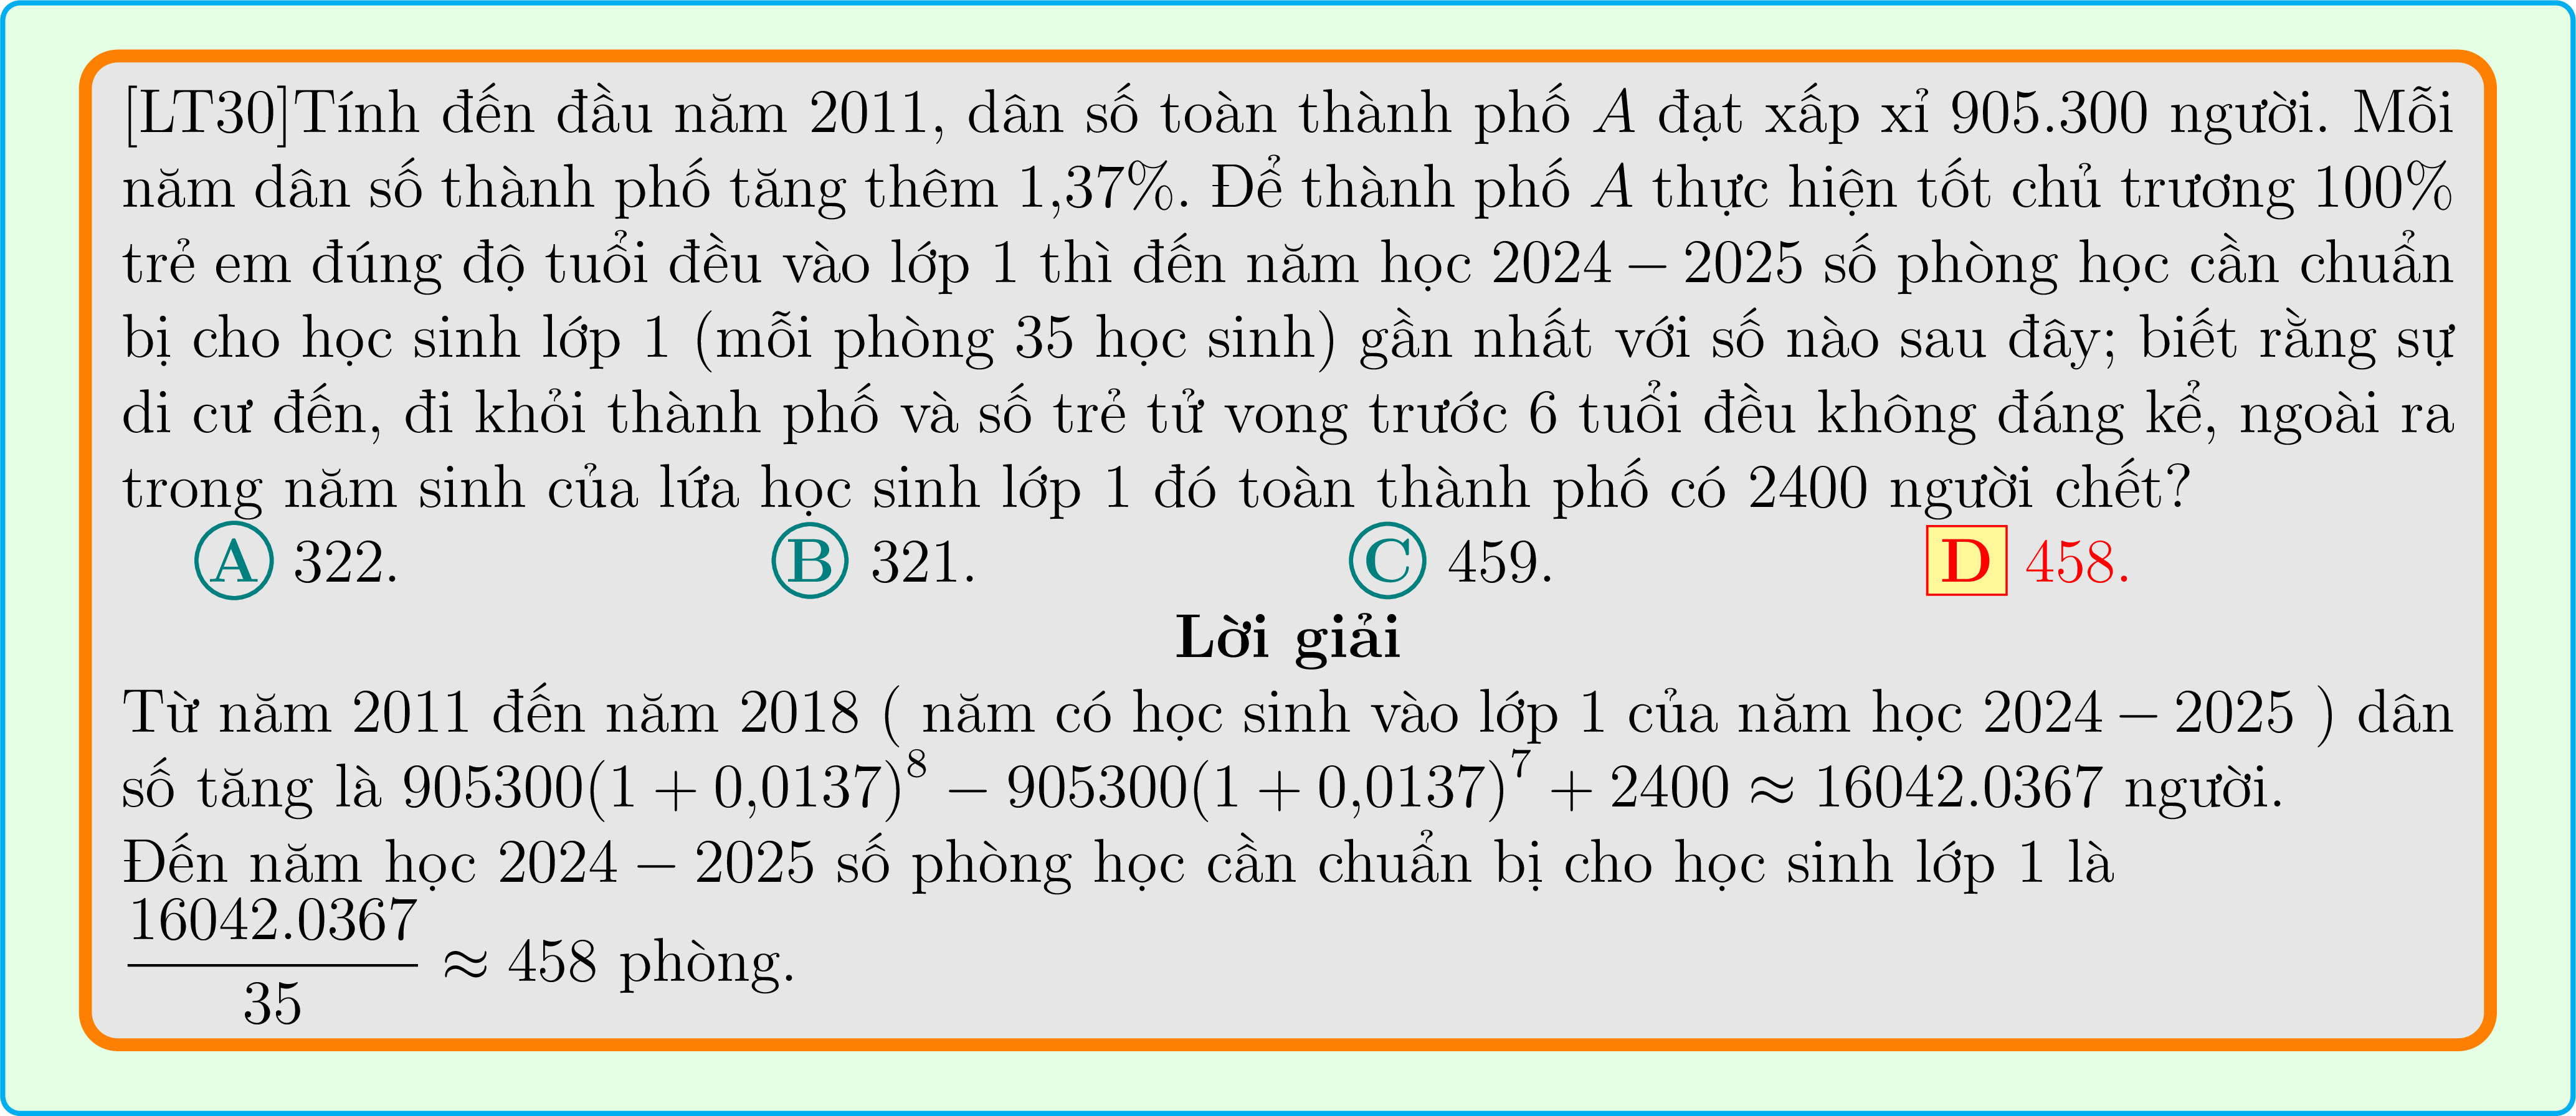 [LT30]Tính đến đầu năm 2011, dân số toàn thành phố A đạt xấp xỉ 905.300 người. Mỗi
năm dân số thành phố tăng thêm 1,37%. Để thành phố A thực hiện tốt chủ trương 100%
trẻ em đúng độ tuổi đều vào lớp 1 thì đến năm học 2024 – 2025 số phòng học cần chuẩn
bị cho học sinh lớp 1 (mỗi phòng 35 học sinh) gần nhất với số nào sau đây; biết rằng sự
di cư đến, đi khỏi thành phố và số trẻ tử vong trước 6 tuổi đều không đáng kể, ngoài ra
trong năm sinh của lứa học sinh lớp 1 đó toàn thành phố có 2400 người chết?
A 322. B 321. C 459. D 458.
Lời giải
Từ năm 2011 đến năm 2018 ( năm có học sinh vào lớp 1 của năm học 2024 – 2025 ) dân
số tăng là 905300(1 + 0,0137)⁸ − 905300(1 + 0,0137)⁷ + 2400 ≈ 16042.0367 người.
Đến năm học 2024 – 2025 số phòng học cần chuẩn bị cho học sinh lớp 1 là
16042.0367
35 ≈ 458 phòng.